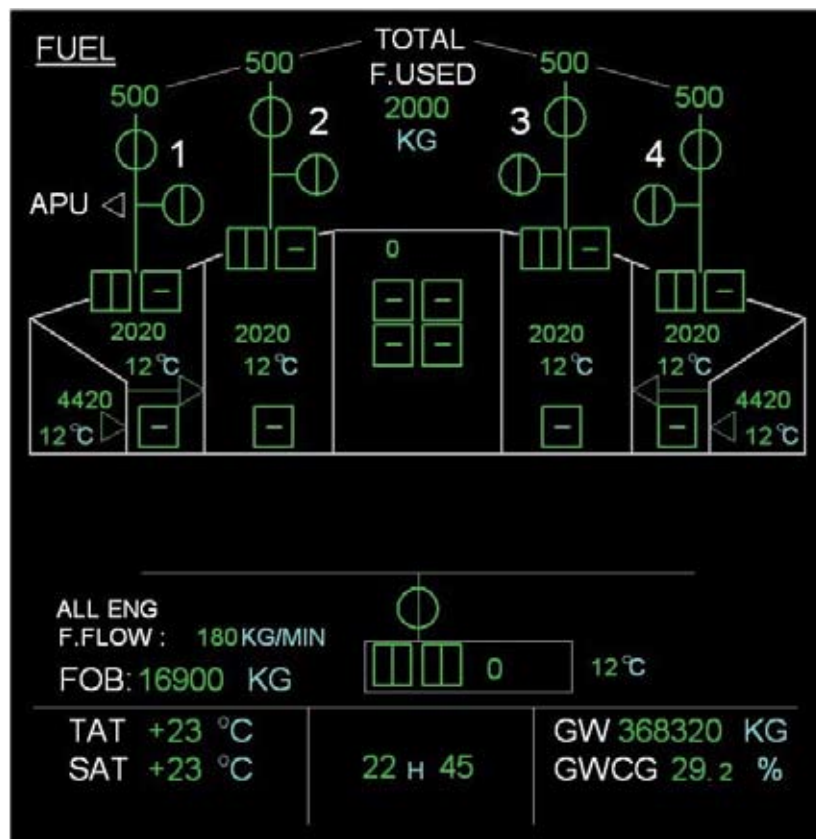 FUEL
TOTAL
F.USED
2000
KG
500 500 500 500
1 2 3 4
APU
0
2020 2020 2020 2020
12°C 12°C 12°C 12°C
4420 4420
12°C 12°C
ALL ENG
F.FLOW : 180 KG/MIN
FOB: 16900 KG
0 12°C
TAT +23 °C
SAT +23 °C
22 H 45
GW 368320 KG
GWCG 29.2 %